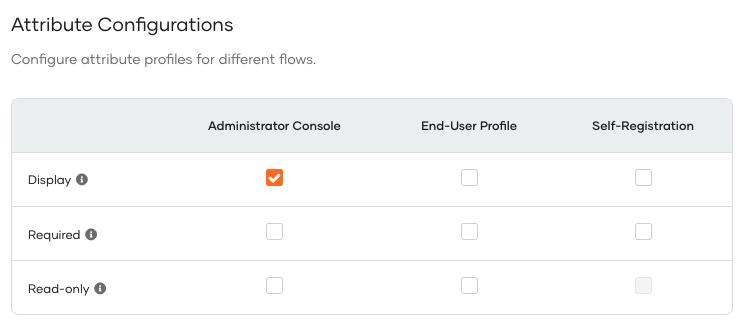 Attribute Configurations
Configure attribute profiles for different flows.
Administrator Console End-User Profile Self-Registration
Display
Required
Read-only